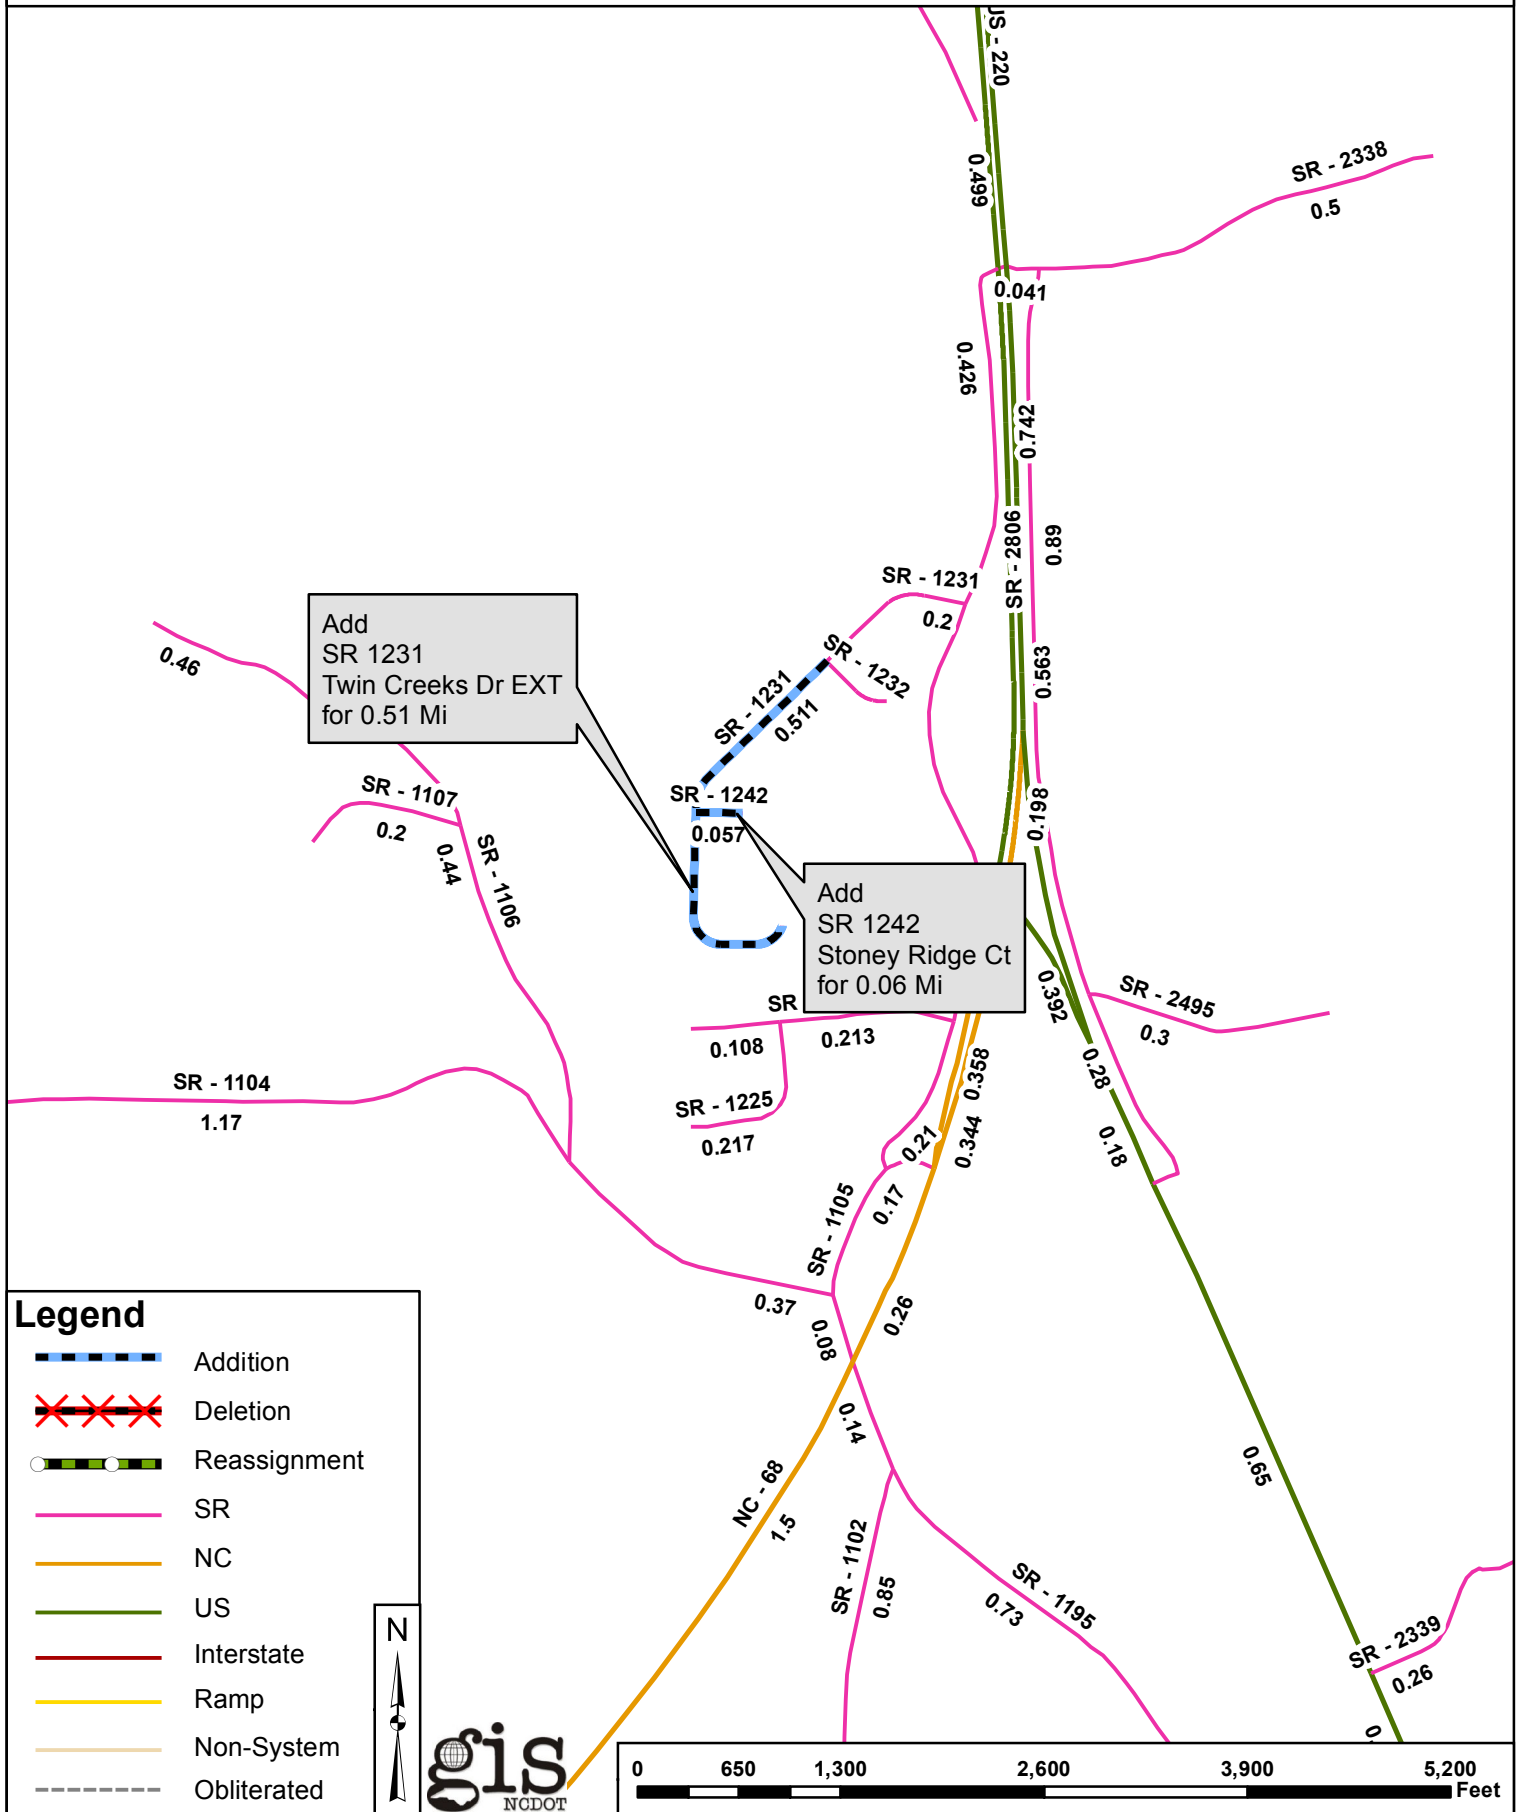 US - 220
0.499
SR - 2338
0.5
0.041
0.426
0.742
SR - 2806
0.89
SR - 1231
0.2
0.563
SR - 1232
SR - 1231
0.511
Add
SR 1231
Twin Creeks Dr EXT
for 0.51 Mi
0.46
SR - 1107
0.2
0.44
SR - 1106
SR - 1242
0.057
0.198
Add
SR 1242
Stoney Ridge Ct
for 0.06 Mi
0.392
SR - 2495
0.3
SR
0.108
0.213
SR - 1104
1.17
SR - 1225
0.217
0.358
0.344
0.21
0.28
0.18
SR - 1105
0.17
0.37
0.08
0.26
0.14
NC - 68
1.5
0.65
SR - 1102
0.85
SR - 1195
0.73
SR - 2339
0.26
0.
Legend
Addition
Deletion
Reassignment
SR
NC
US
Interstate
Ramp
Non-System
Obliterated
N
gis
NCDOT
0 650 1,300 2,600 3,900 5,200
Feet